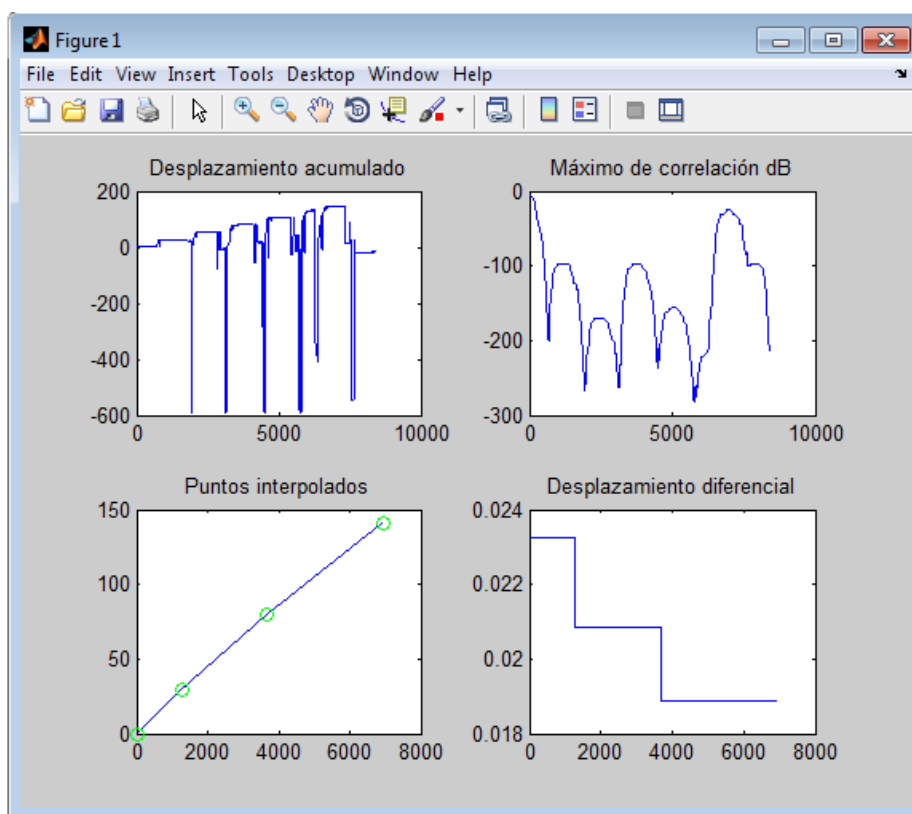 Figure 1
File Edit View Insert Tools Desktop Window Help
Desplazamiento acumulado
200
0
-200
-400
-600
0 5000 10000
Máximo de correlación dB
0
-100
-200
-300
0 5000 10000
Puntos interpolados
150
100
50
0
0 2000 4000 6000 8000
Desplazamiento diferencial
0.024
0.022
0.02
0.018
0 2000 4000 6000 8000